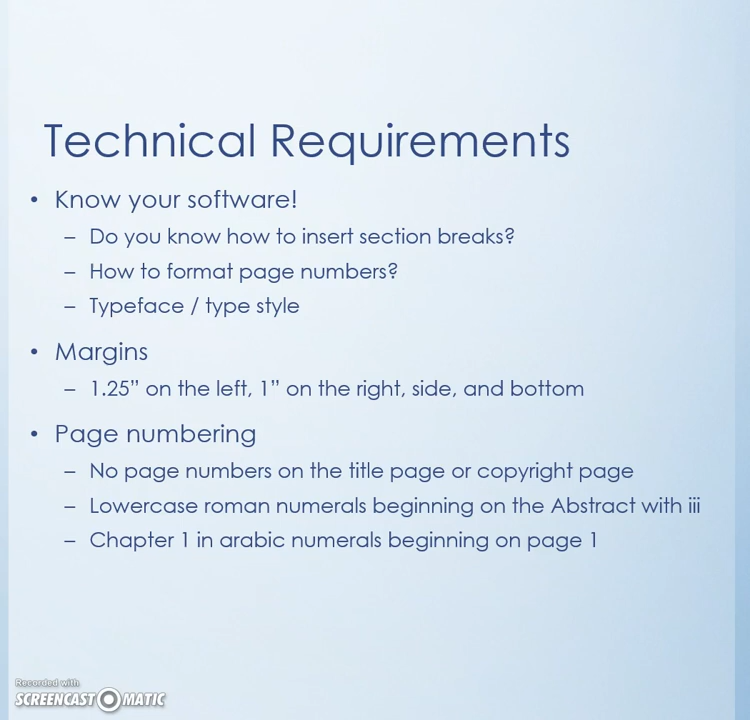 Technical Requirements
• Know your software!
– Do you know how to insert section breaks?
– How to format page numbers?
– Typeface / type style
• Margins
– 1.25” on the left, 1” on the right, side, and bottom
• Page numbering
– No page numbers on the title page or copyright page
– Lowercase roman numerals beginning on the Abstract with iii
– Chapter 1 in arabic numerals beginning on page 1
Recorded with
SCREENCAST MATIC